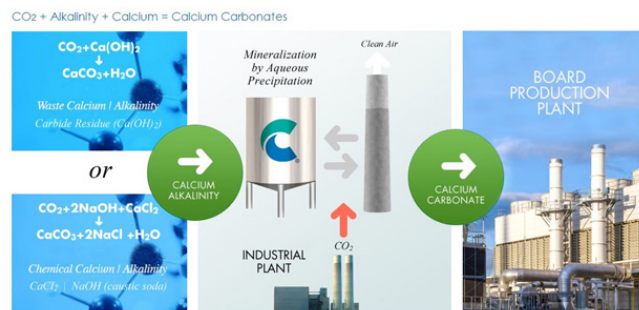 CO2 + Alkalinity + Calcium = Calcium Carbonates
CO2+Ca(OH)2
↓
CaCO3+H2O
Waste Calcium | Alkalinity
Carbide Residue (Ca(OH)2)
or
CO2+2NaOH+CaCl2
↓
CaCO3+2NaCl +H2O
Chemical Calcium | Alkalinity
CaCl2 | NaOH (caustic soda)
CALCIUM
ALKALINITY
Mineralization
by Aqueous
Precipitation
Clean Air
CO2
INDUSTRIAL
PLANT
CALCIUM
CARBONATE
BOARD
PRODUCTION
PLANT